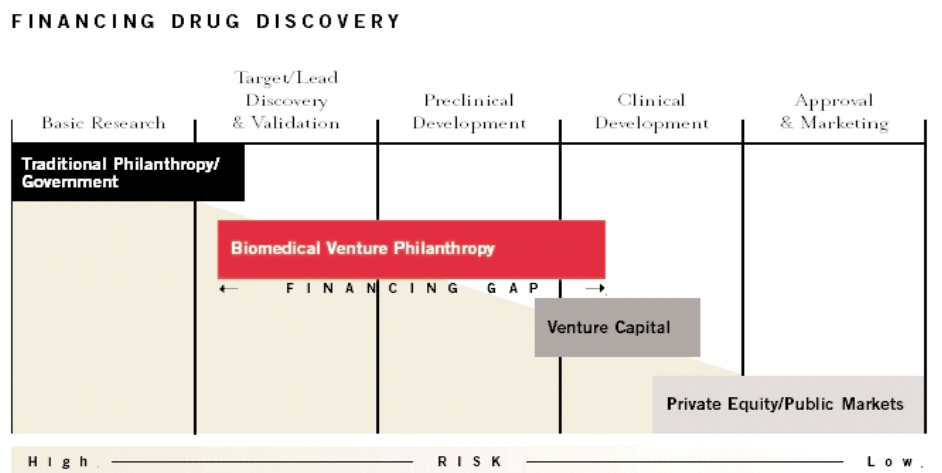 FINANCING DRUG DISCOVERY
Target/Lead
Discovery
& Validation
Basic Research
Preclinical
Development
Clinical
Development
Approval
& Marketing
Traditional Philanthropy/
Government
Biomedical Venture Philanthropy
← FINANCING GAP →
Venture Capital
Private Equity/Public Markets
High RISK Low